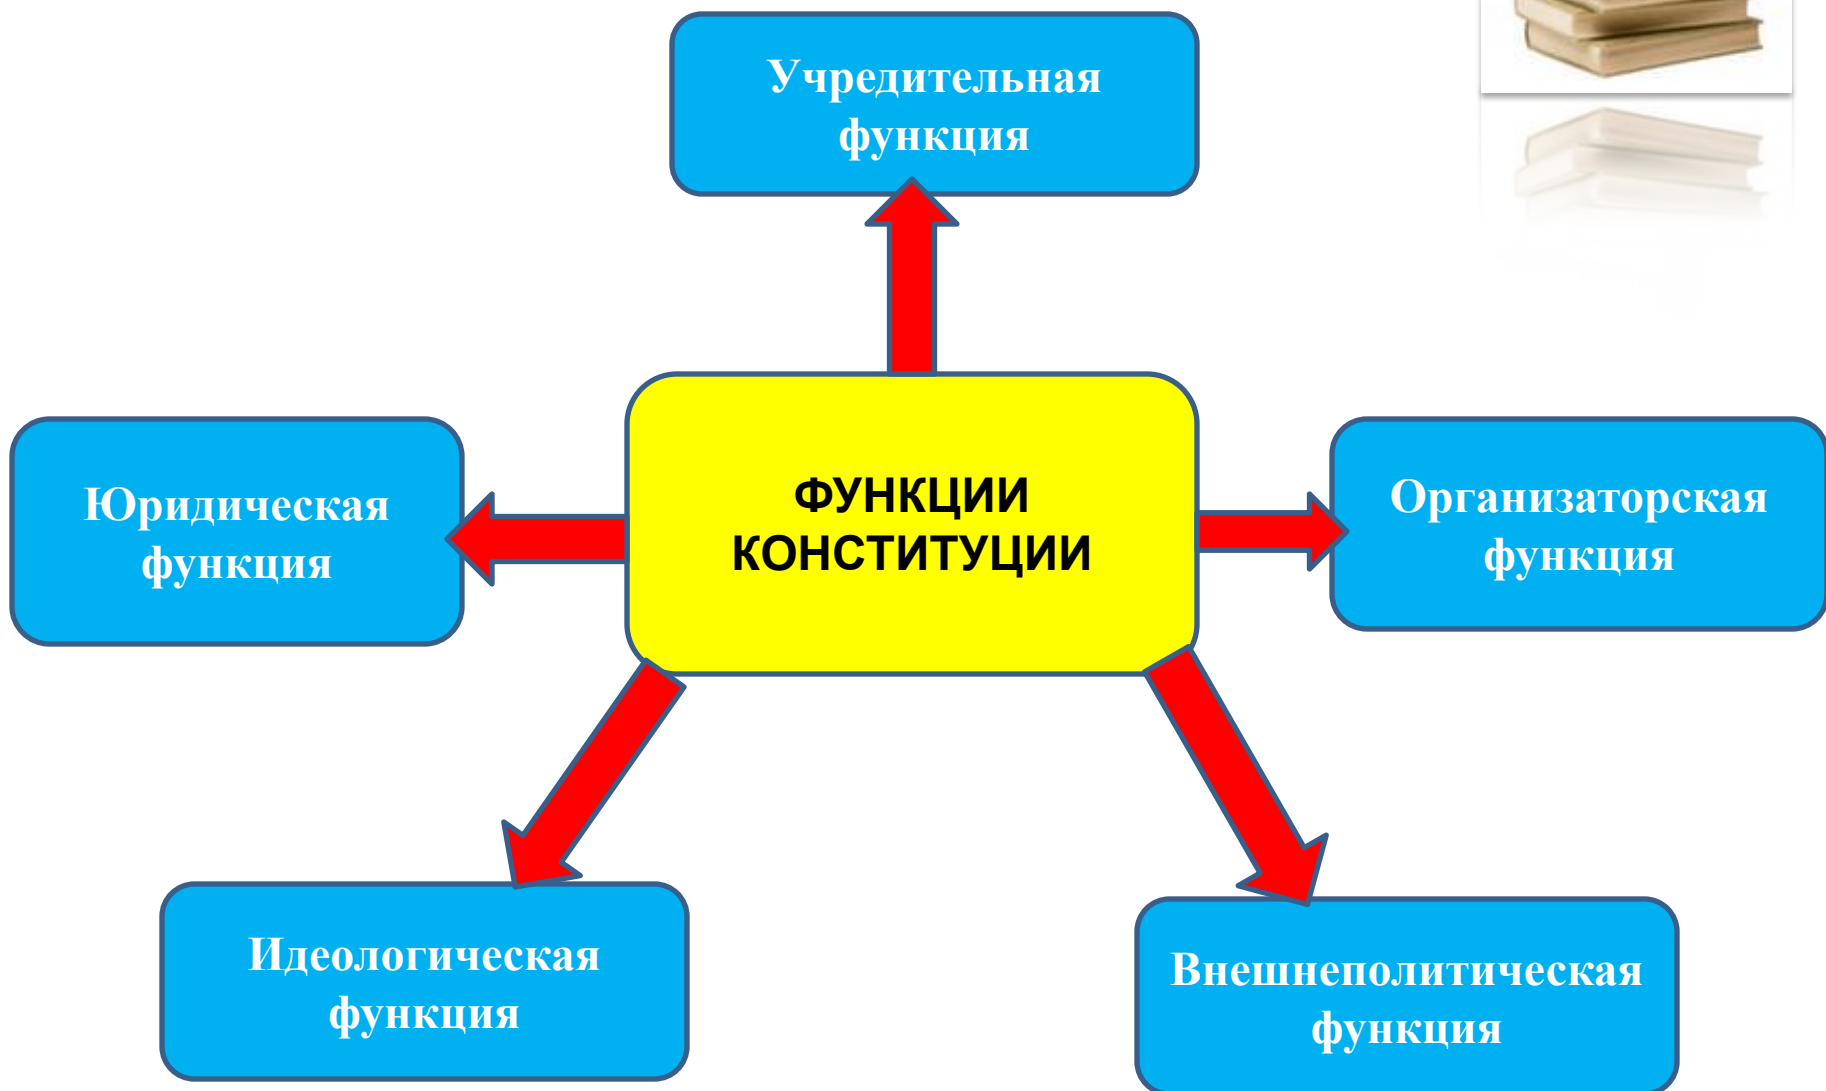 Учредительная
функция
ФУНКЦИИ
КОНСТИТУЦИИ
Юридическая
функция
Организаторская
функция
Идеологическая
функция
Внешнеполитическая
функция